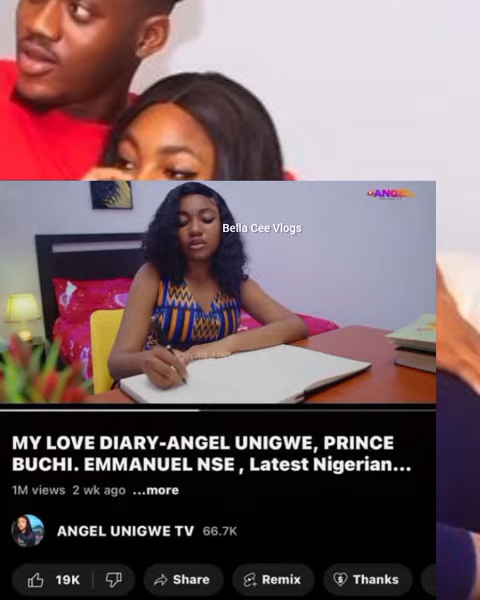 ANGEL
Bella Cee Vlogs
MY LOVE DIARY-ANGEL UNIGWE, PRINCE
BUCHI. EMMANUEL NSE , Latest Nigerian...
1M views 2 wk ago ...more
ANGEL UNIGWE TV 66.7K
19K Share Remix Thanks